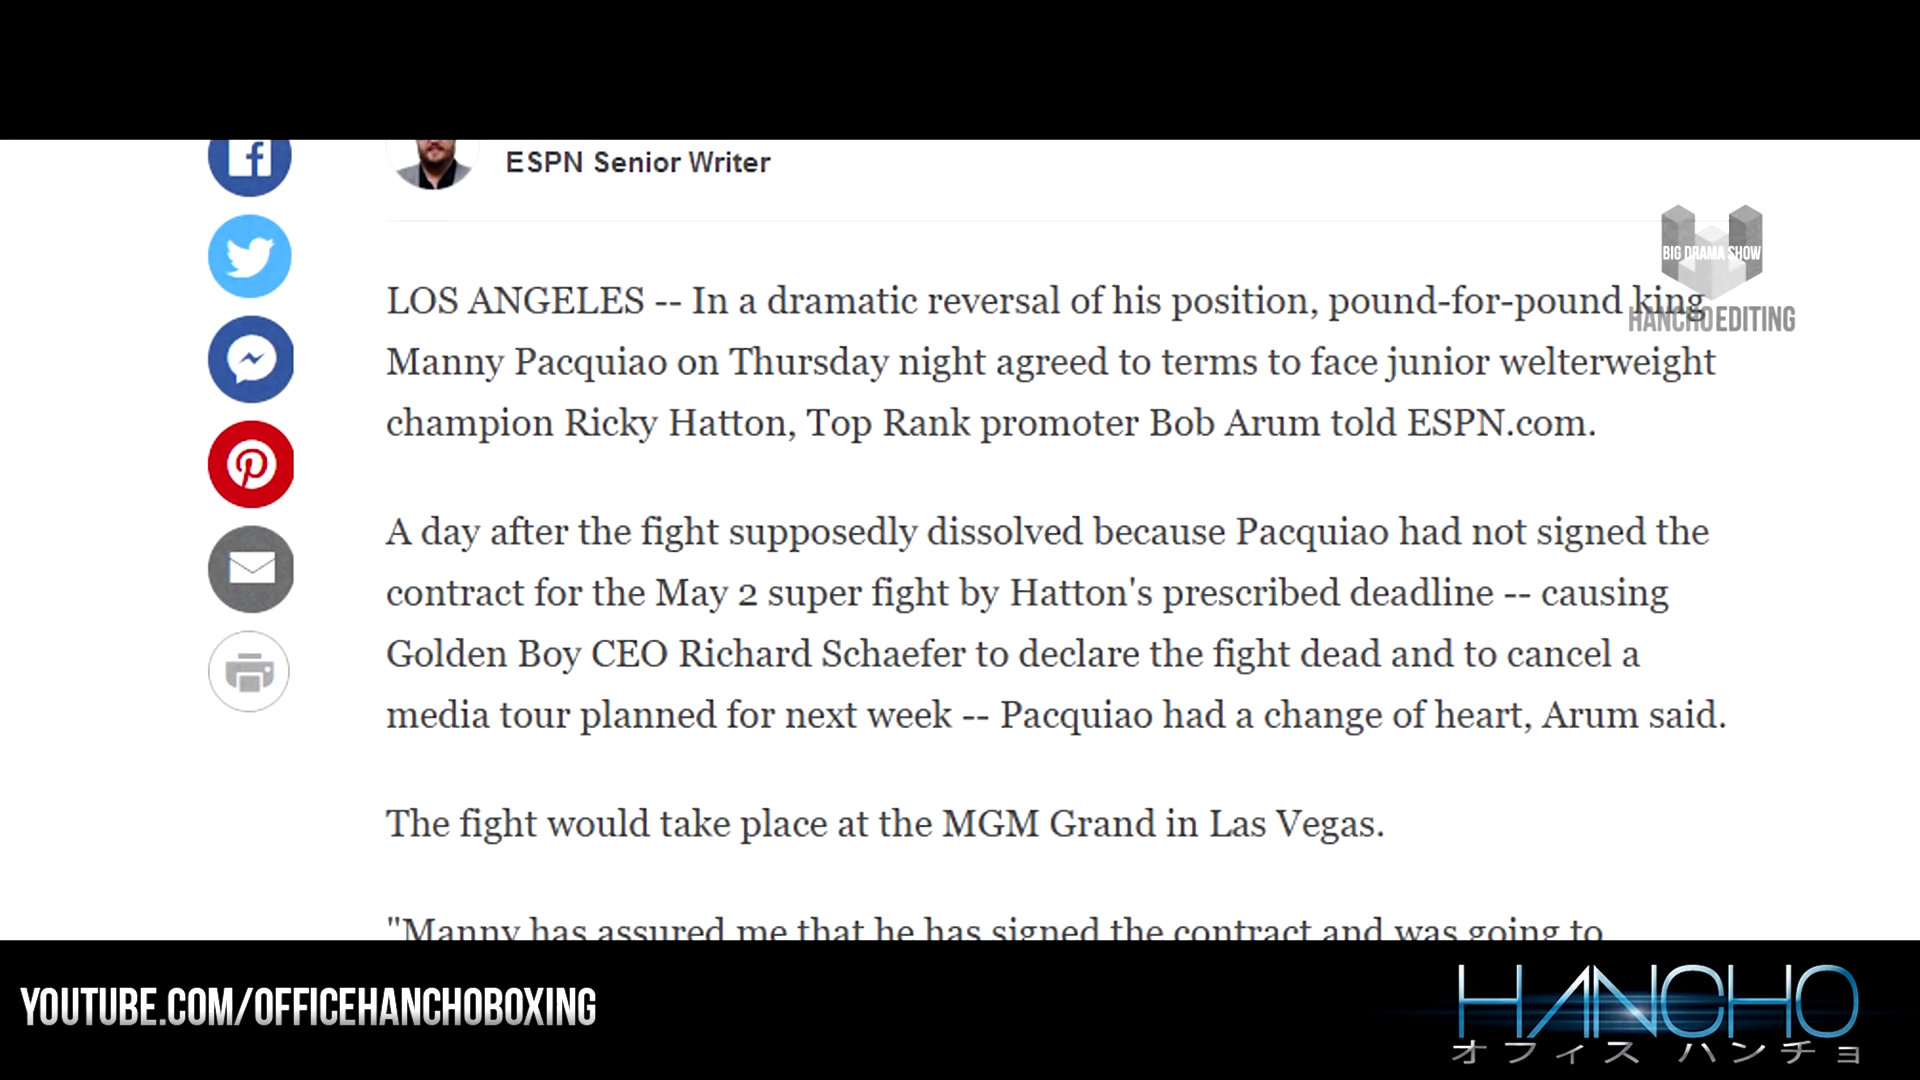 ESPN Senior Writer
BIG DRAMA SHOW
HANCHOEDITING
LOS ANGELES -- In a dramatic reversal of his position, pound-for-pound king
Manny Pacquiao on Thursday night agreed to terms to face junior welterweight
champion Ricky Hatton, Top Rank promoter Bob Arum told ESPN.com.
A day after the fight supposedly dissolved because Pacquiao had not signed the
contract for the May 2 super fight by Hatton's prescribed deadline -- causing
Golden Boy CEO Richard Schaefer to declare the fight dead and to cancel a
media tour planned for next week -- Pacquiao had a change of heart, Arum said.
The fight would take place at the MGM Grand in Las Vegas.
"Manny has assured me that he has signed the contract and was going to
YOUTUBE.COM/OFFICEHANCHOBOXING
HANCHO
オフィス ハンチョ